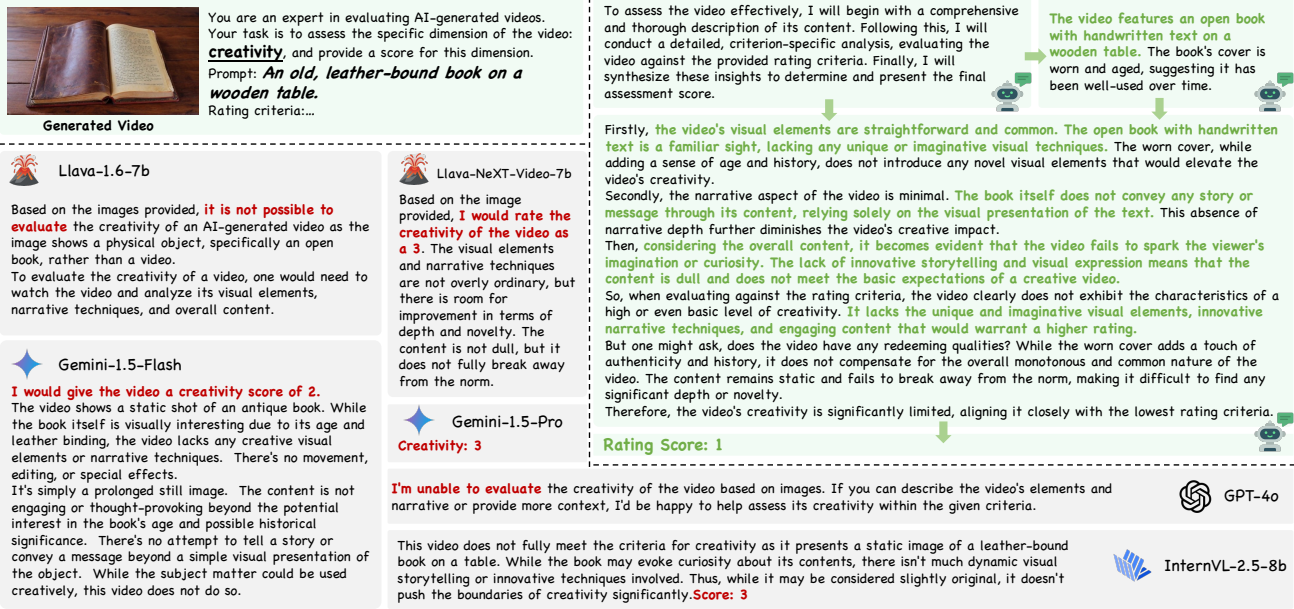 You are an expert in evaluating AI-generated videos.
Your task is to assess the specific dimension of the video:
creativity, and provide a score for this dimension.
Prompt: An old, leather-bound book on a
wooden table.
Rating criteria:...
Generated Video
Llava-1.6-7b
Based on the images provided, it is not possible to
evaluate the creativity of an AI-generated video as the
image shows a physical object, specifically an open
book, rather than a video.
To evaluate the creativity of a video, one would need to
watch the video and analyze its visual elements,
narrative techniques, and overall content.
Gemini-1.5-Flash
I would give the video a creativity score of 2.
The video shows a static shot of an antique book. While
the book itself is visually interesting due to its age and
leather binding, the video lacks any creative visual
elements or narrative techniques. There's no movement,
editing, or special effects.
It's simply a prolonged still image. The content is not
engaging or thought-provoking beyond the potential
interest in the book's age and possible historical
significance. There's no attempt to tell a story or
convey a message beyond a simple visual presentation of
the object. While the subject matter could be used
creatively, this video does not do so.
Llava-NeXT-Video-7b
Based on the image
provided, I would rate the
creativity of the video as
a 3. The visual elements
and narrative techniques
are not overly ordinary, but
there is room for
improvement in terms of
depth and novelty. The
content is not dull, but it
does not fully break away
from the norm.
Gemini-1.5-Pro
Creativity: 3
To assess the video effectively, I will begin with a comprehensive
and thorough description of its content. Following this, I will
conduct a detailed, criterion-specific analysis, evaluating the
video against the provided rating criteria. Finally, I will
synthesize these insights to determine and present the final
assessment score.
The video features an open book
with handwritten text on a
wooden table. The book's cover is
worn and aged, suggesting it has
been well-used over time.
Firstly, the video's visual elements are straightforward and common. The open book with handwritten
text is a familiar sight, lacking any unique or imaginative visual techniques. The worn cover, while
adding a sense of age and history, does not introduce any novel visual elements that would elevate the
video's creativity.
Secondly, the narrative aspect of the video is minimal. The book itself does not convey any story or
message through its content, relying solely on the visual presentation of the text. This absence of
narrative depth further diminishes the video's creative impact.
Then, considering the overall content, it becomes evident that the video fails to spark the viewer's
imagination or curiosity. The lack of innovative storytelling and visual expression means that the
content is dull and does not meet the basic expectations of a creative video.
So, when evaluating against the rating criteria, the video clearly does not exhibit the characteristics of a
high or even basic level of creativity. It lacks the unique and imaginative visual elements, innovative
narrative techniques, and engaging content that would warrant a higher rating.
But one might ask, does the video have any redeeming qualities? While the worn cover adds a touch of
authenticity and history, it does not compensate for the overall monotonous and common nature of the
video. The content remains static and fails to break away from the norm, making it difficult to find any
significant depth or novelty.
Therefore, the video's creativity is significantly limited, aligning it closely with the lowest rating criteria.
Rating Score: 1
I'm unable to evaluate the creativity of the video based on images. If you can describe the video's elements and
narrative or provide more context, I'd be happy to help assess its creativity within the given criteria.
GPT-4o
This video does not fully meet the criteria for creativity as it presents a static image of a leather-bound
book on a table. While the book may evoke curiosity about its contents, there isn't much dynamic visual
storytelling or innovative techniques involved. Thus, while it may be considered slightly original, it doesn't
push the boundaries of creativity significantly.Score: 3
InternVL-2.5-8b